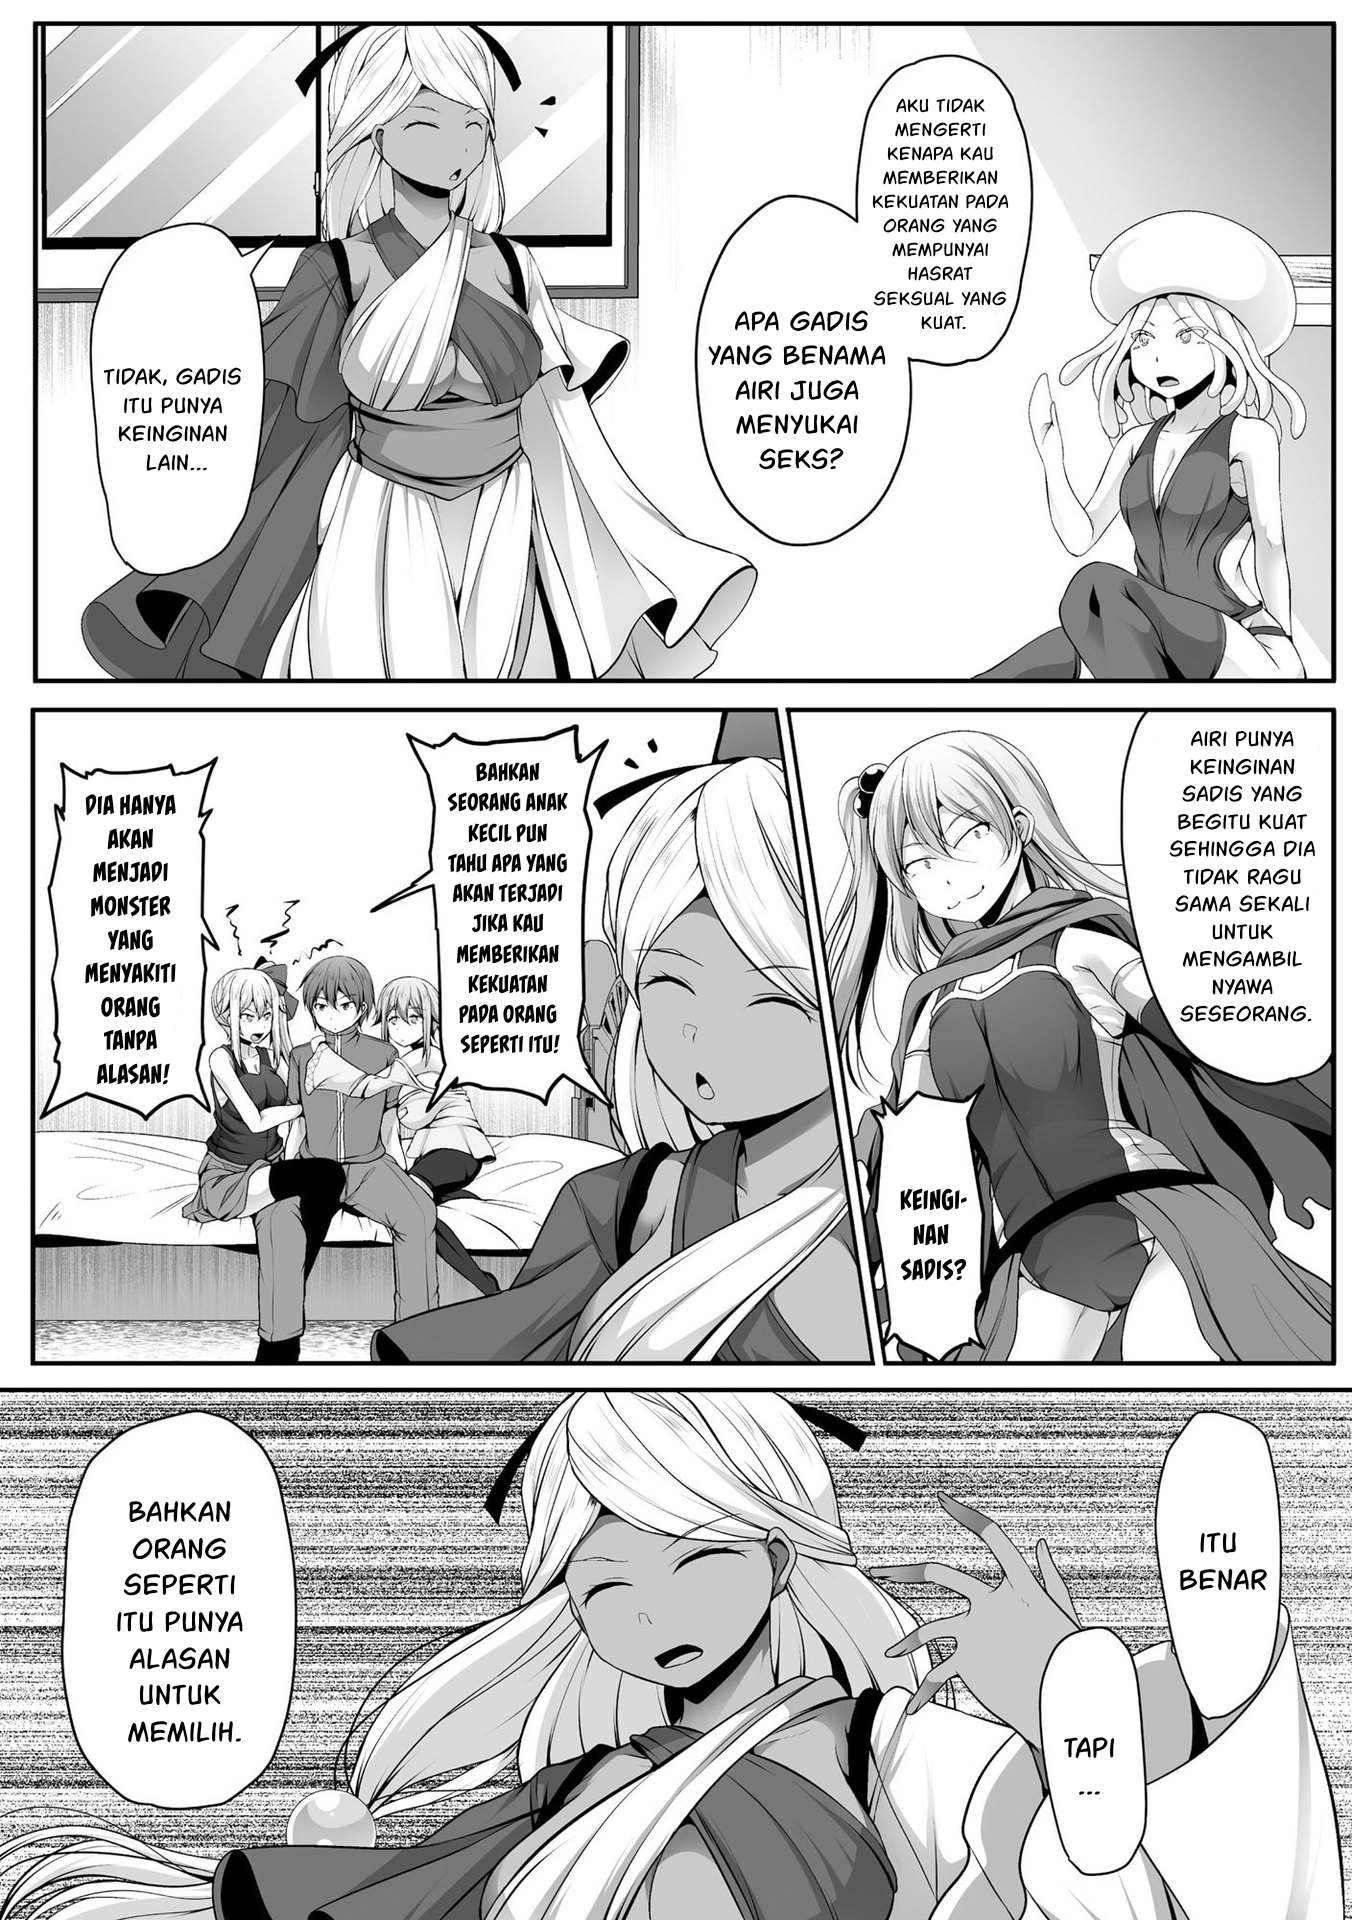 AKU TIDAK
MENGERTI
KENAPA KAU
MEMBERIKAN
KEKUATAN PADA
ORANG YANG
MEMPUNYAI
HASRAT
SEKSUAL YANG
KUAT.
APA GADIS
YANG BENAMA
AIRI JUGA
MENYUKAI
SEKS?
TIDAK, GADIS
ITU PUNYA
KEINGINAN
LAIN...
AIRI PUNYA
KEINGINAN
SADIS YANG
BEGITU KUAT
SEHINGGA DIA
TIDAK RAGU
SAMA SEKALI
UNTUK
MENGAMBIL
NYAWA
SESEORANG.
KEINGI-
NAN
SADIS?
BAHKAN
SEORANG ANAK
KECIL PUN
TAHU APA YANG
AKAN TERJADI
JIKA KAU
MEMBERIKAN
KEKUATAN
PADA ORANG
SEPERTI ITU!
DIA HANYA
AKAN
MENJADI
MONSTER
YANG
MENYAKITI
ORANG
TANPA
ALASAN!
ITU
BENAR
TAPI
...
BAHKAN
ORANG
SEPERTI
ITU PUNYA
ALASAN
UNTUK
MEMILIH.